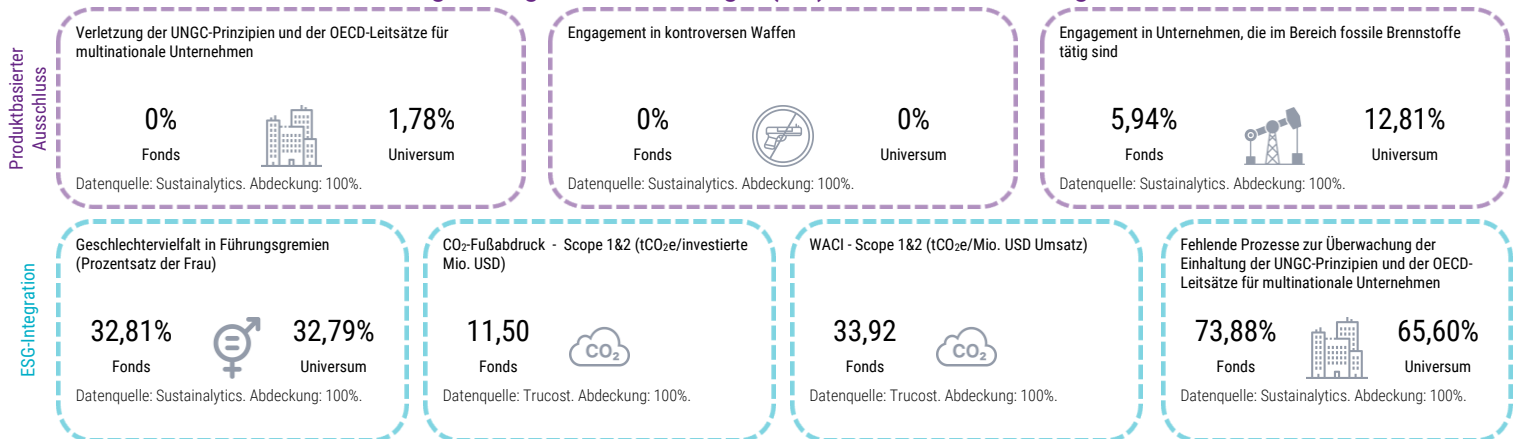 Produktbasierter
Ausschluss
Verletzung der UNGC-Prinzipien und der OECD-Leitsätze für
multinationale Unternehmen
0%
Fonds
1,78%
Universum
Datenquelle: Sustainalytics. Abdeckung: 100%.
Engagement in kontroversen Waffen
0%
Fonds
0%
Universum
Datenquelle: Sustainalytics. Abdeckung: 100%.
Engagement in Unternehmen, die im Bereich fossile Brennstoffe
tätig sind
5,94%
Fonds
12,81%
Universum
Datenquelle: Sustainalytics. Abdeckung: 100%.
ESG-Integration
Geschlechtervielfalt in Führungsgremien
(Prozentsatz der Frau)
32,81%
Fonds
32,79%
Universum
Datenquelle: Sustainalytics. Abdeckung: 100%.
CO₂-Fußabdruck - Scope 1&2 (tCO₂e/investierte
Mio. USD)
11,50
Fonds
CO₂
Datenquelle: Trucost. Abdeckung: 100%.
WACI - Scope 1&2 (tCO₂e/Mio. USD Umsatz)
33,92
Fonds
CO₂
Datenquelle: Trucost. Abdeckung: 100%.
Fehlende Prozesse zur Überwachung der
Einhaltung der UNGC-Prinzipien und der OECD-
Leitsätze für multinationale Unternehmen
73,88%
Fonds
65,60%
Universum
Datenquelle: Sustainalytics. Abdeckung: 100%.